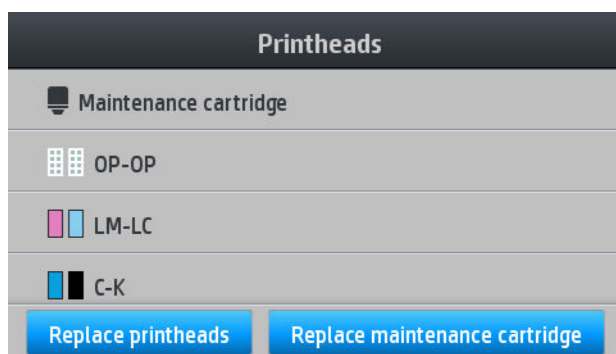 Printheads
Maintenance cartridge
OP-OP
LM-LC
C-K
Replace printheads
Replace maintenance cartridge